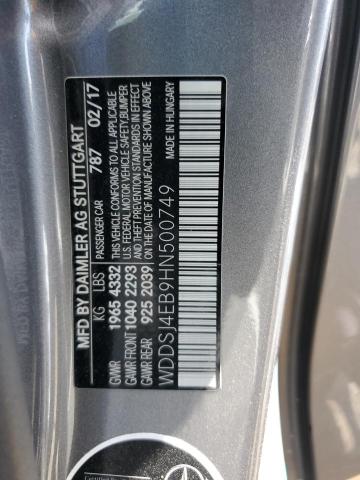 MFD. BY DAIMLER AG STUTTGART
PASSENGER CAR 787 02/17
KG LBS THIS VEHICLE CONFORMS TO ALL APPLICABLE
GVWR 1965 4332 U.S. FEDERAL MOTOR VEHICLE SAFETY, BUMPER
GAWR FRONT 1040 2293 AND THEFT PREVENTION STANDARDS IN EFFECT
GAWR REAR 925 2039 ON THE DATE OF MANUFACTURE SHOWN ABOVE
MADE IN HUNGARY
WDDSJ4EB9HN500749